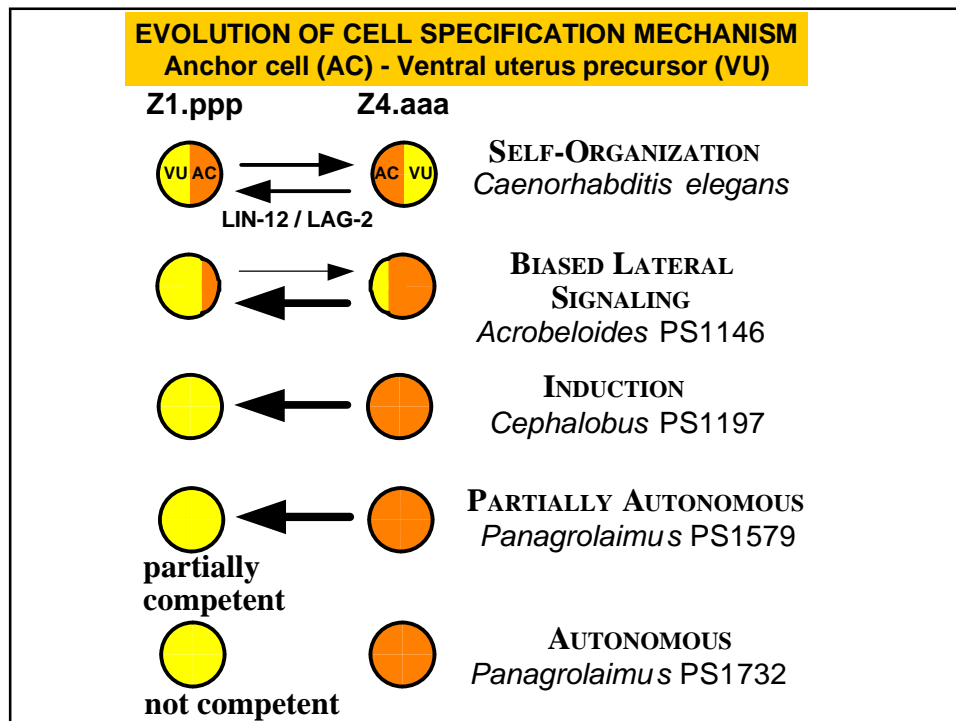 EVOLUTION OF CELL SPECIFICATION MECHANISM
Anchor cell (AC) - Ventral uterus precursor (VU)
Z1.ppp Z4.aaa
VU AC AC VU
SELF-ORGANIZATION
Caenorhabditis elegans
LIN-12 / LAG-2
BIASED LATERAL
SIGNALING
Acrobeloides PS1146
INDUCTION
Cephalobus PS1197
PARTIALLY AUTONOMOUS
Panagrolaimus PS1579
partially
competent
AUTONOMOUS
Panagrolaimus PS1732
not competent